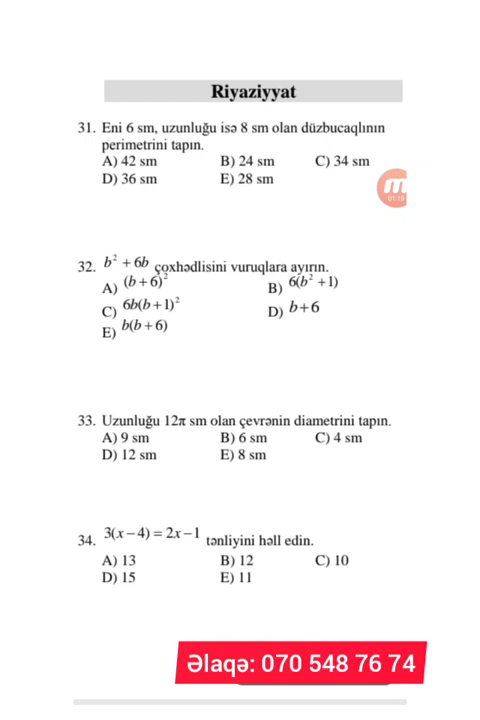 Riyaziyyat
31. Eni 6 sm, uzunluğu isə 8 sm olan düzbucaqlının
perimetrini tapın.
A) 42 sm B) 24 sm C) 34 sm
D) 36 sm E) 28 sm
m
01:19
32. b² + 6b çoxhədlisini vuruqlara ayırın.
A) (b + 6)² B) 6(b² + 1)
C) 6b(b + 1)² D) b + 6
E) b(b + 6)
33. Uzunluğu 12π sm olan çevrənin diametrini tapın.
A) 9 sm B) 6 sm C) 4 sm
D) 12 sm E) 8 sm
34. 3(x − 4) = 2x − 1 tənliyini həll edin.
A) 13 B) 12 C) 10
D) 15 E) 11
Əlaqə: 070 548 76 74